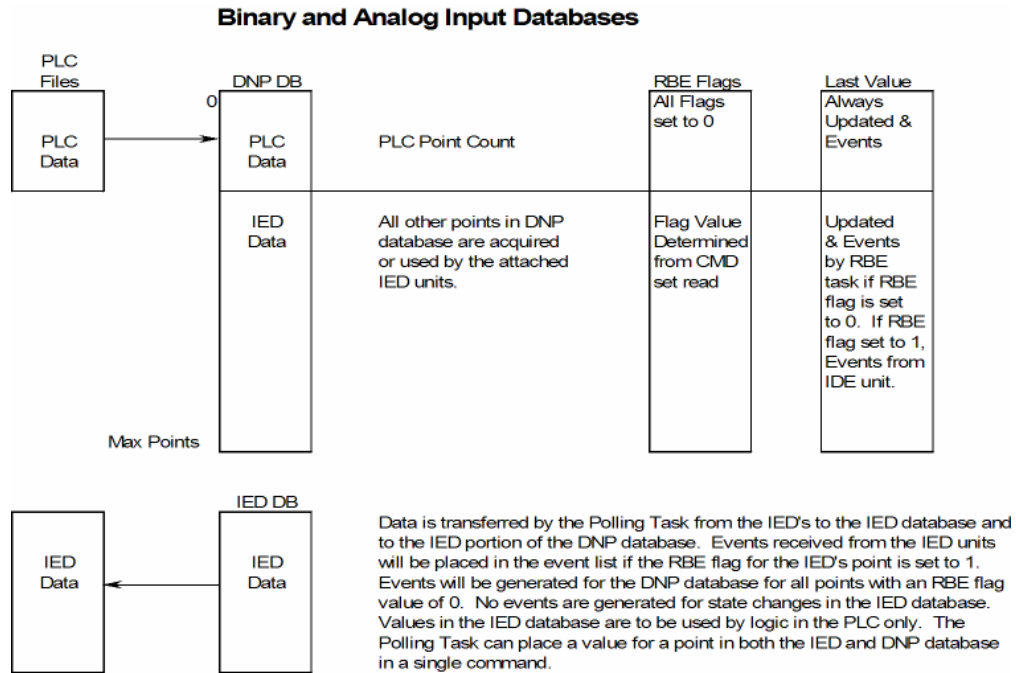 Binary and Analog Input Databases
PLC
Files
DNP DB
RBE Flags
Last Value
0
PLC
Data
PLC
Data
PLC Point Count
All Flags
set to 0
Always
Updated &
Events
IED
Data
All other points in DNP
database are acquired
or used by the attached
IED units.
Flag Value
Determined
from CMD
set read
Updated
& Events
by RBE
task if RBE
flag is set
to 0. If RBE
flag set to 1,
Events from
IDE unit.
Max Points
IED DB
IED
Data
IED
Data
Data is transferred by the Polling Task from the IED's to the IED database and
to the IED portion of the DNP database. Events received from the IED units
will be placed in the event list if the RBE flag for the IED's point is set to 1.
Events will be generated for the DNP database for all points with an RBE flag
value of 0. No events are generated for state changes in the IED database.
Values in the IED database are to be used by logic in the PLC only. The
Polling Task can place a value for a point in both the IED and DNP database
in a single command.